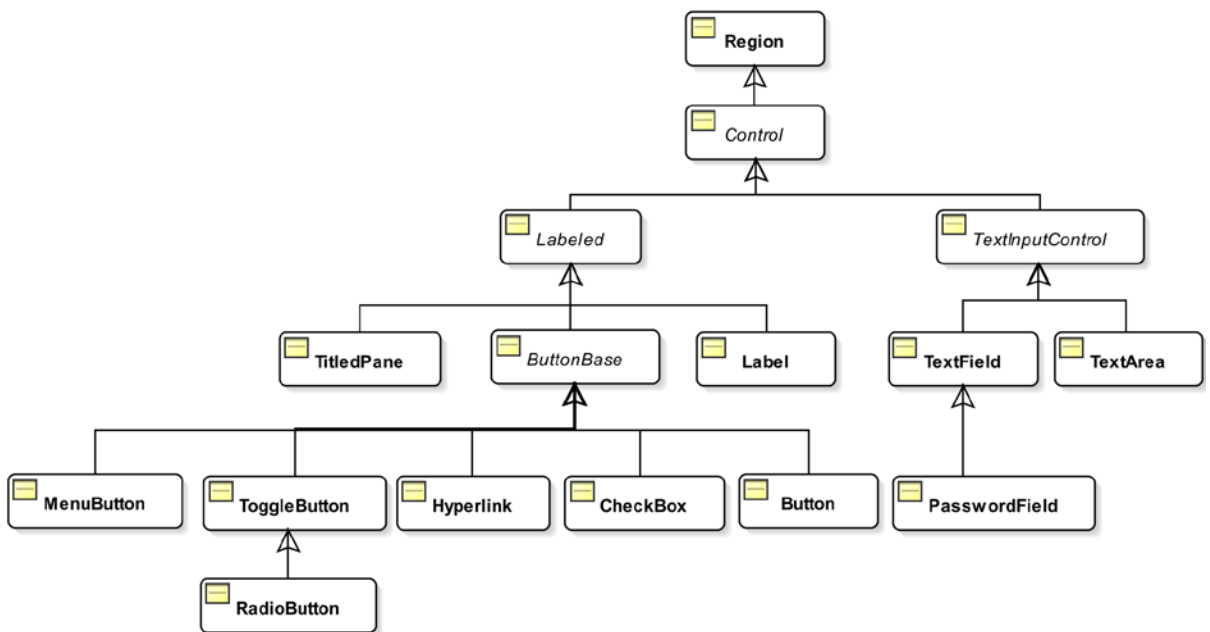 Region
Control
Labeled
TextInputControl
TitledPane
ButtonBase
Label
TextField
TextArea
MenuButton
ToggleButton
Hyperlink
CheckBox
Button
PasswordField
RadioButton